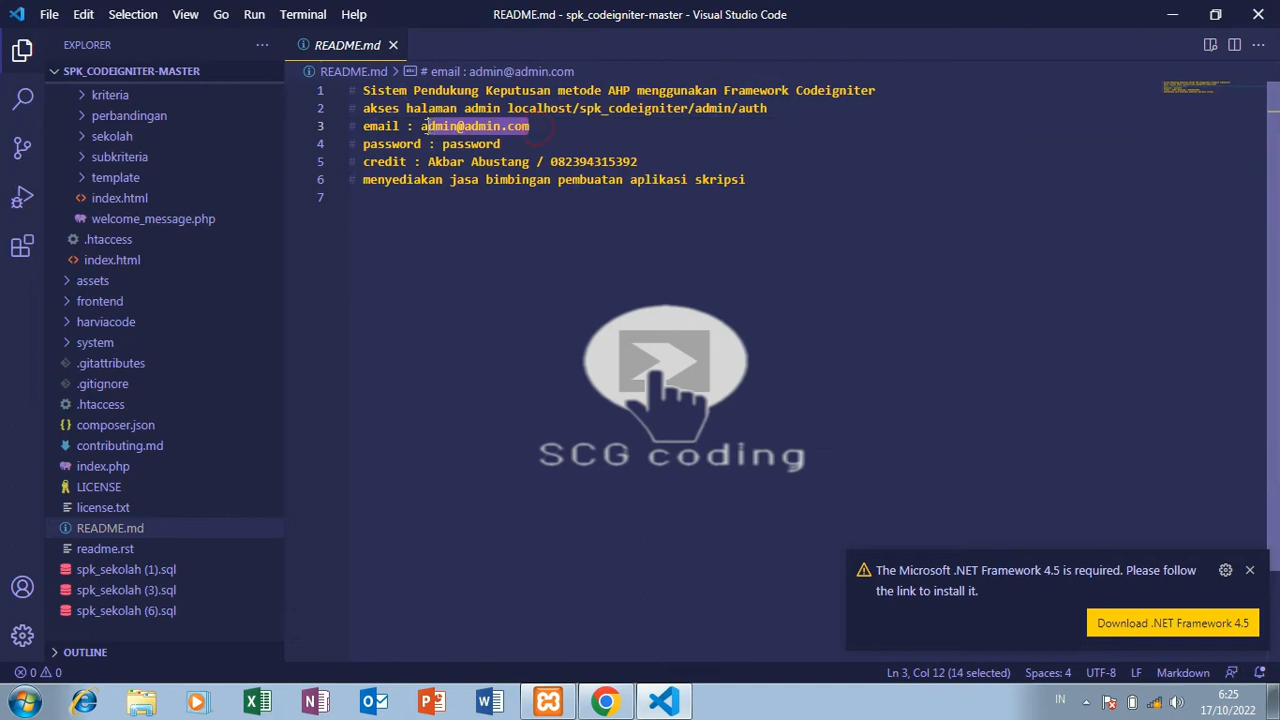 File Edit Selection View Go Run Terminal Help README.md - spk_codeigniter-master - Visual Studio Code
EXPLORER
README.md
SPK_CODEIGNITER-MASTER
README.md > # email : admin@admin.com
kriteria
perbandingan
sekolah
subkriteria
template
index.html
welcome_message.php
.htaccess
index.html
assets
frontend
harviacode
system
.gitattributes
.gitignore
.htaccess
composer.json
contributing.md
index.php
LICENSE
license.txt
README.md
readme.rst
spk_sekolah (1).sql
spk_sekolah (3).sql
spk_sekolah (6).sql
OUTLINE
1 # Sistem Pendukung Keputusan metode AHP menggunakan Framework Codeigniter
2 # akses halaman admin localhost/spk_codeigniter/admin/auth
3 # email : admin@admin.com
4 # password : password
5 # credit : Akbar Abustang / 082394315392
6 # menyediakan jasa bimbingan pembuatan aplikasi skripsi
7
SCG coding
The Microsoft .NET Framework 4.5 is required. Please follow
the link to install it.
Download .NET Framework 4.5
0 0 Ln 3, Col 12 (14 selected) Spaces: 4 UTF-8 LF Markdown
IN 6:25
17/10/2022